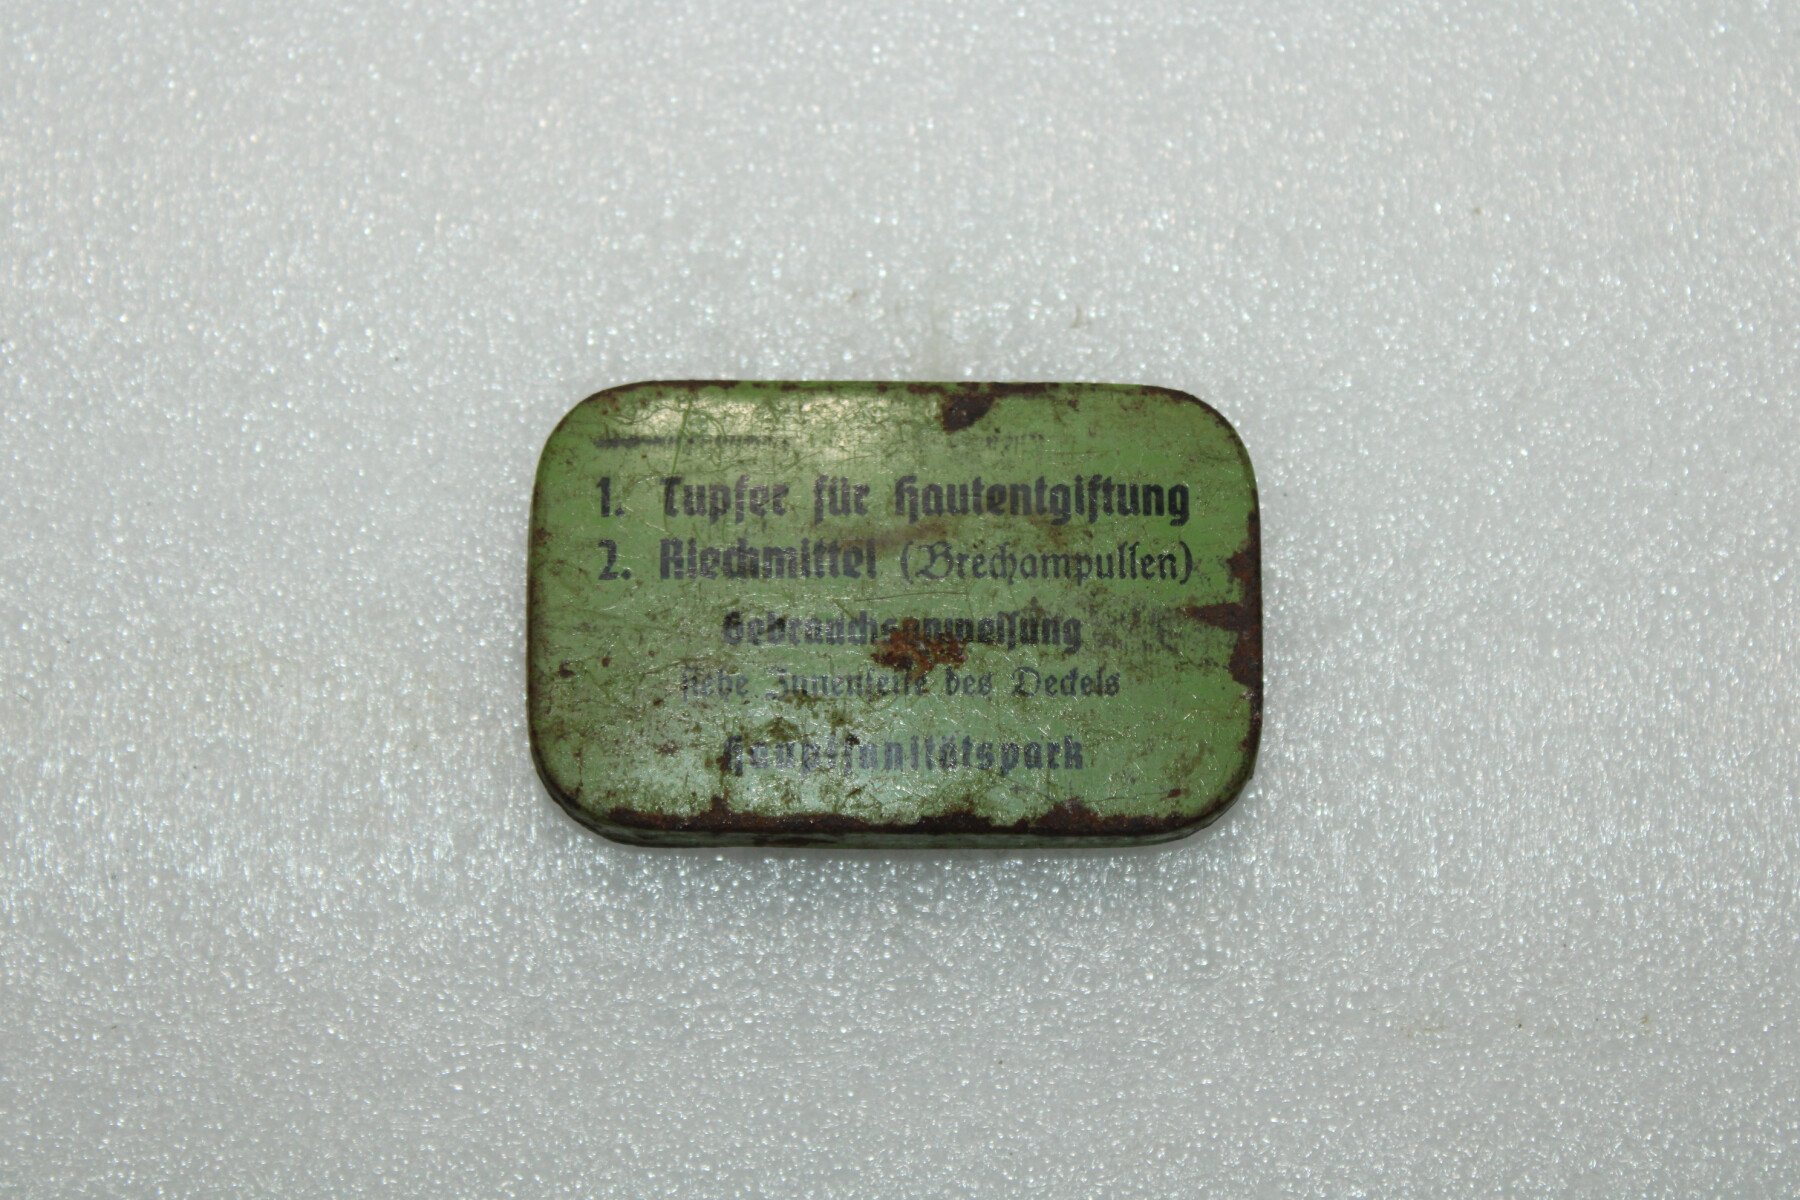 1. Tupfer für Hautentgiftung
2. Riechmittel (Brechampullen)
Gebrauchsanweisung
siehe Innenseite des Deckels
Hauptsanitätspark